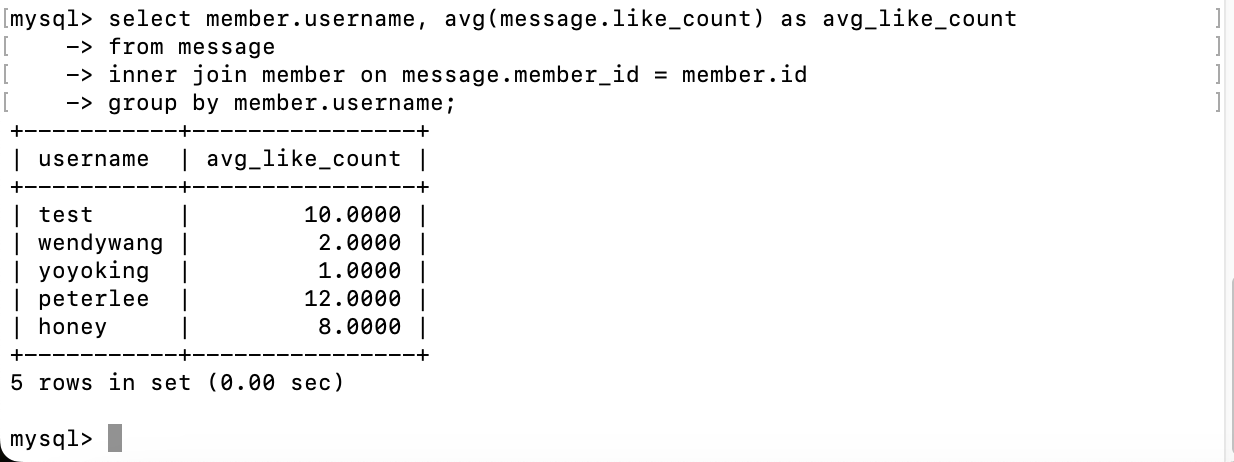 [mysql> select member.username, avg(message.like_count) as avg_like_count ]
[    -> from message ]
[    -> inner join member on message.member_id = member.id ]
[    -> group by member.username; ]
+-----------+----------------+
| username  | avg_like_count |
+-----------+----------------+
| test      |        10.0000 |
| wendywang |         2.0000 |
| yoyoking  |         1.0000 |
| peterlee  |        12.0000 |
| honey     |         8.0000 |
+-----------+----------------+
5 rows in set (0.00 sec)
mysql>